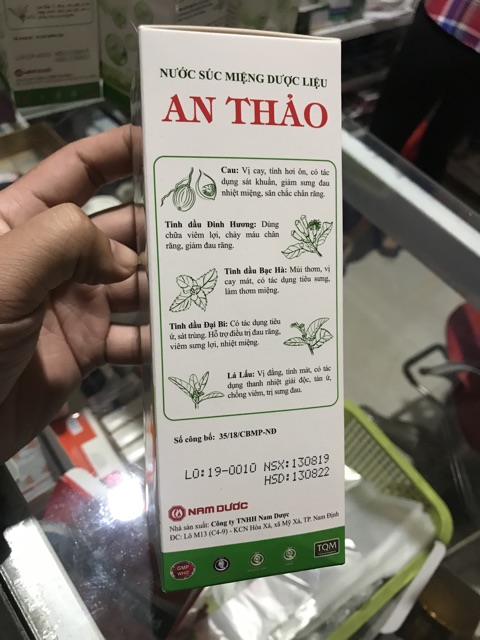 NƯỚC SÚC MIỆNG DƯỢC LIỆU
AN THẢO
Cau: Vị cay, tính hơi ôn, có tác
dụng sát khuẩn, giảm sưng đau
nhiệt miệng, săn chắc chân răng.
Tinh dầu Đinh Hương: Dùng
chữa viêm lợi, chảy máu chân
răng, giảm đau răng.
Tinh dầu Bạc Hà: Mùi thơm, vị
cay mát, có tác dụng tiêu sưng,
làm thơm miệng.
Tinh dầu Đại Bi: Có tác dụng tiêu
ứ, sát trùng. Hỗ trợ điều trị đau răng,
viêm sưng lợi, nhiệt miệng.
Lá Lấu: Vị đắng, tính mát, có tác
dụng thanh nhiệt giải độc, tán ứ,
chống viêm, trị sưng đau.
Số công bố: 35/18/CBMP-NĐ
LO:19-0010 NSX:130819
HSD:130822
NAM DƯỢC
Nhà sản xuất: Công ty TNHH Nam Dược
ĐC: Lô M13 (C4-9) - KCN Hòa Xá, xã Mỹ Xá, TP. Nam Định
GMP
WHO
TQM
NAM DƯỢC